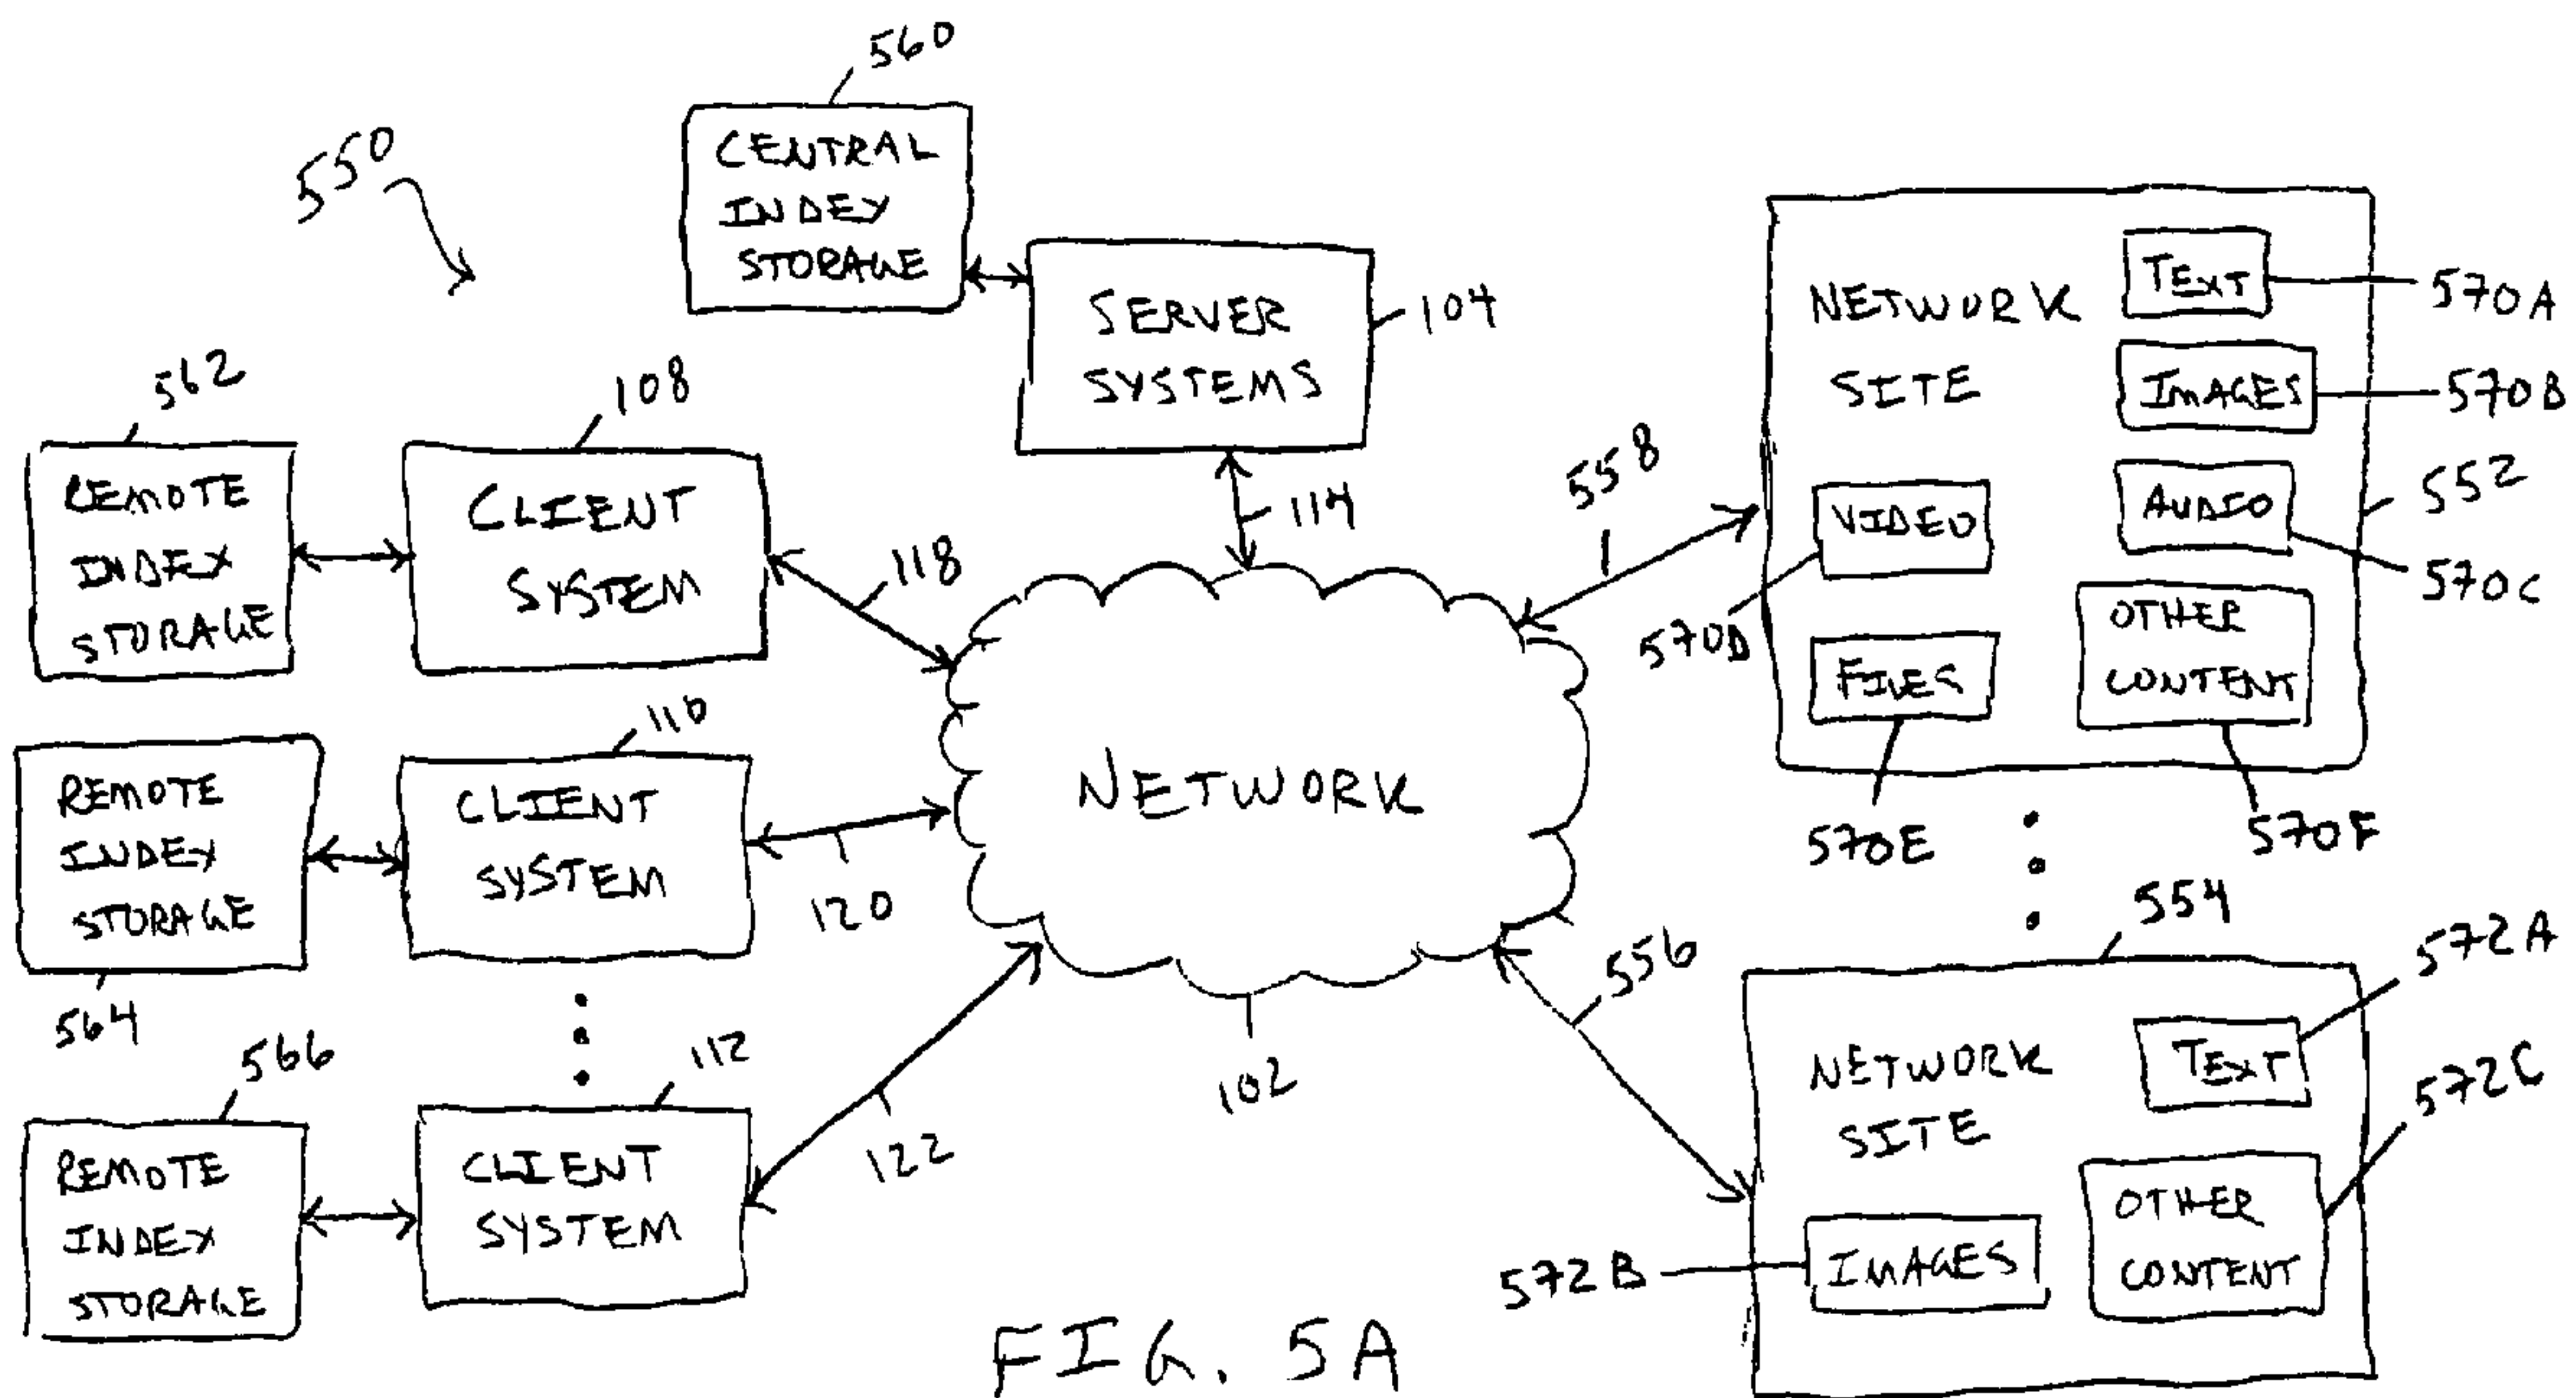 560
CENTRAL
INDEX
STORAGE
550
SERVER
SYSTEMS
104
114
562
REMOTE
INDEX
STORAGE
108
CLIENT
SYSTEM
118
REMOTE
INDEX
STORAGE
564
110
CLIENT
SYSTEM
120
566
REMOTE
INDEX
STORAGE
112
CLIENT
SYSTEM
122
NETWORK
102
558
NETWORK
SITE
TEXT
570A
IMAGES
570B
AUDIO
552
570C
VIDEO
570D
FILES
570E
OTHER
CONTENT
570F
556
554
NETWORK
SITE
TEXT
572A
572C
OTHER
CONTENT
572B
IMAGES
FIG. 5A